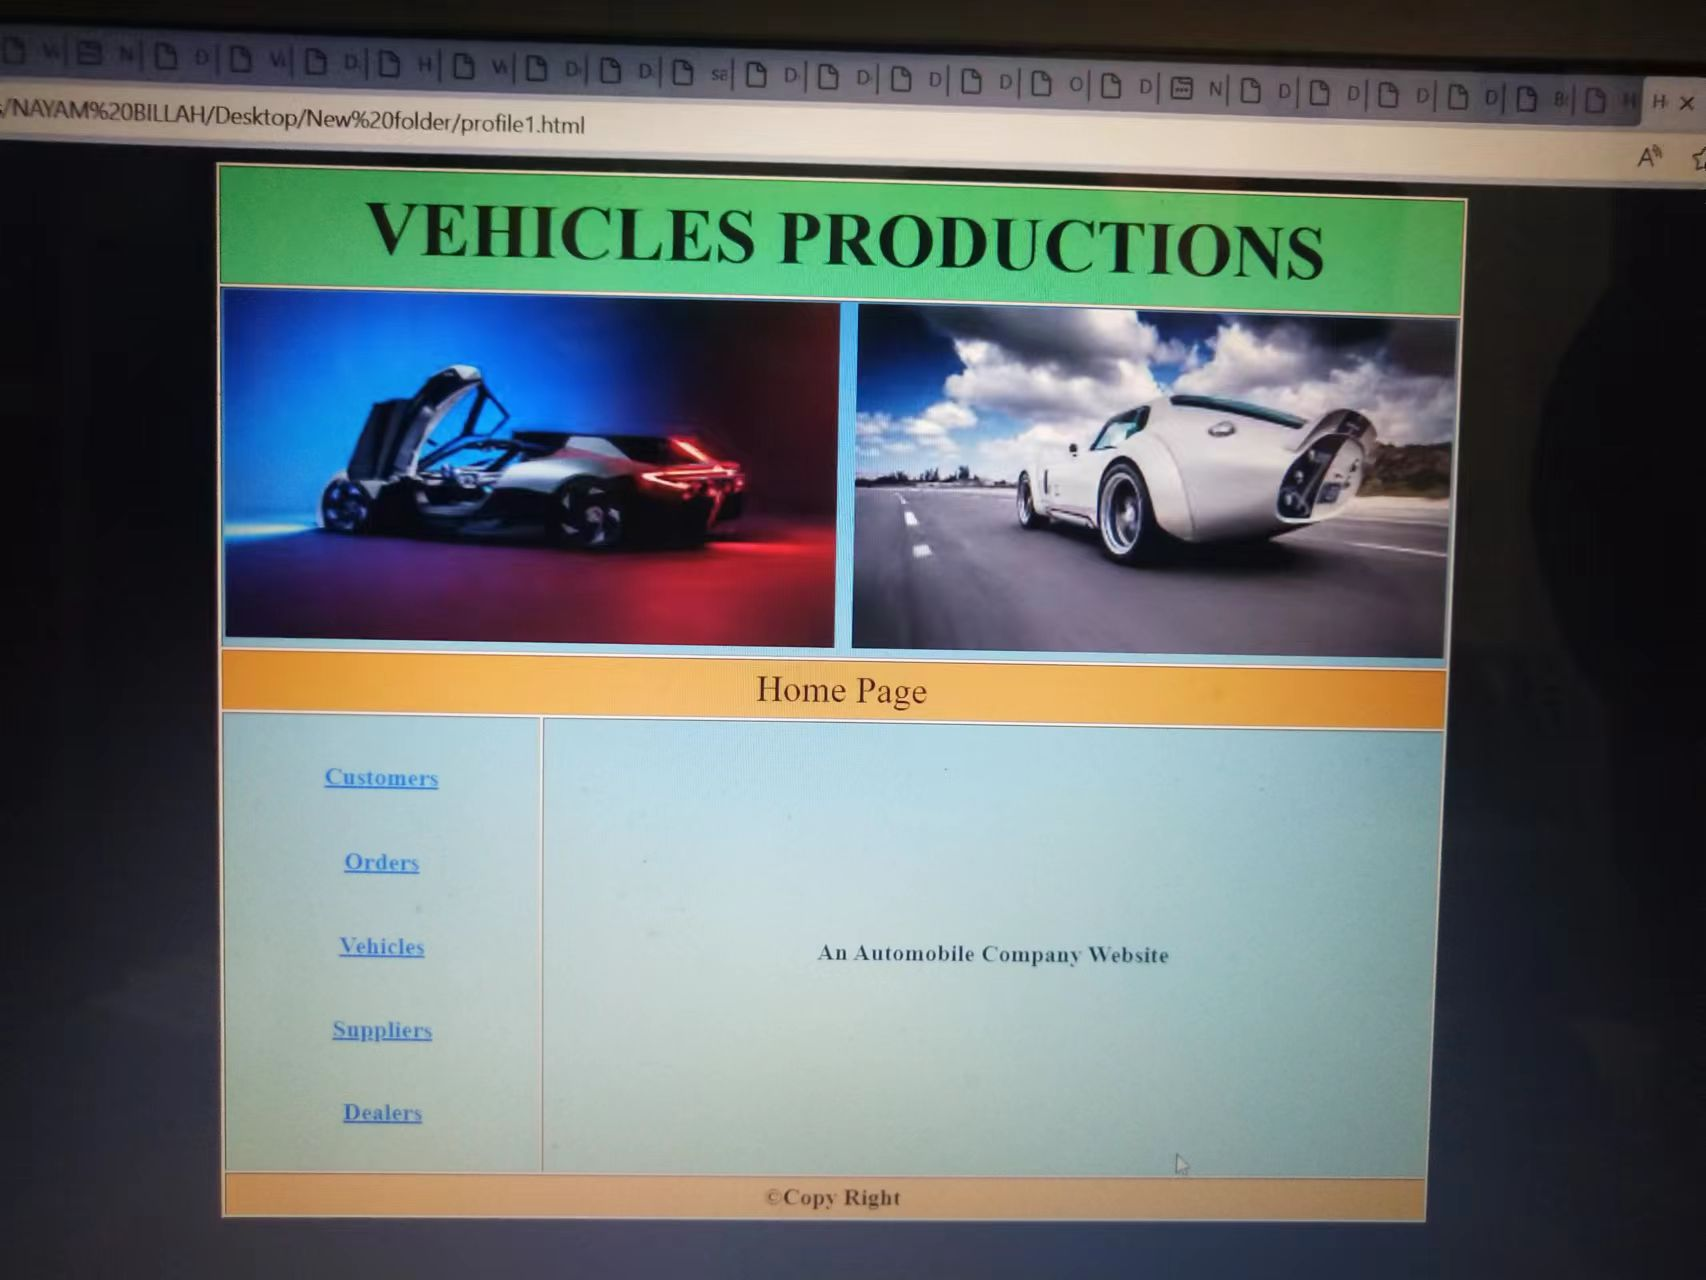 /NAYAM%20BILLAH/Desktop/New%20folder/profile1.html
VEHICLES PRODUCTIONS
Home Page
Customers
Orders
Vehicles
Suppliers
Dealers
An Automobile Company Website
©Copy Right